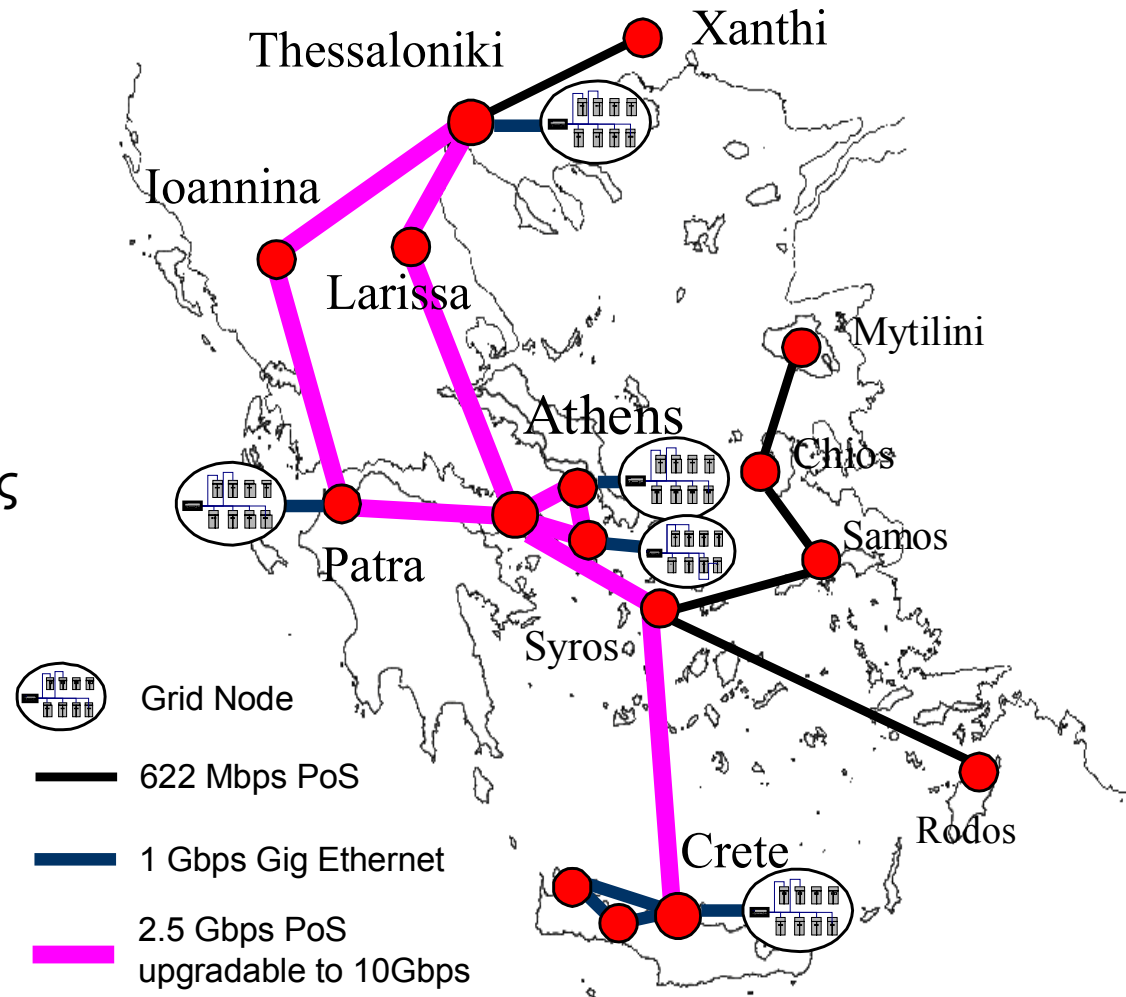 Xanthi
Thessaloniki
Ioannina
Larissa
Mytilini
Athens
Chios
ς
Samos
Patra
Syros
Grid Node
622 Mbps PoS
Rodos
Crete
1 Gbps Gig Ethernet
2.5 Gbps PoS
upgradable to 10Gbps